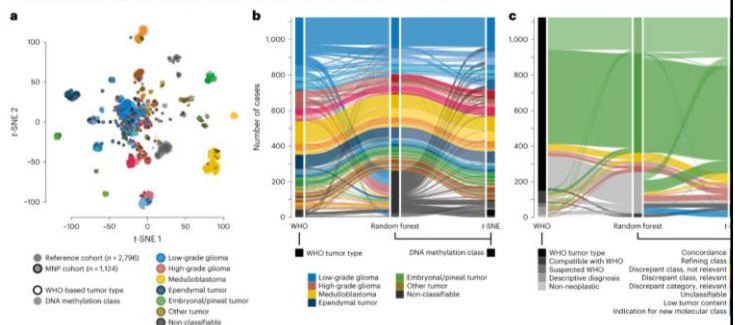 a
b
c
100
50
0
-50
-100
t-SNE 2
-100
-50
0
50
100
t-SNE 1
Reference cohort (n = 2,796)
MNP cohort (n = 1,124)
WHO-based tumor type
DNA methylation class
Low-grade glioma
High-grade glioma
Medulloblastoma
Ependymal tumor
Embryonal/pineal tumor
Other tumor
Non-classifiable
Number of cases
1,000
800
600
400
200
0
WHO
Random forest
t-SNE
WHO tumor type
DNA methylation class
Low-grade glioma
High-grade glioma
Medulloblastoma
Ependymal tumor
Embryonal/pineal tumor
Other tumor
Non-classifiable
1,000
800
600
400
200
0
WHO
Random forest
WHO tumor type
Compatible with WHO
Suspected WHO
Descriptive diagnosis
Non-neoplastic
Concordance
Refining class
Discrepant class, not relevant
Discrepant class, relevant
Discrepant category, relevant
Unclassifiable
Low tumor content
Indication for new molecular class